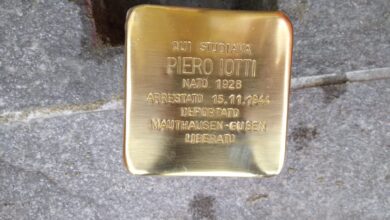 QUI STUDIAVA
PIERO IOTTI
NATO 1926
ARRESTATO 15.11.1944
DEPORTATO
MAUTHAUSEN-GUSEN
LIBERATO